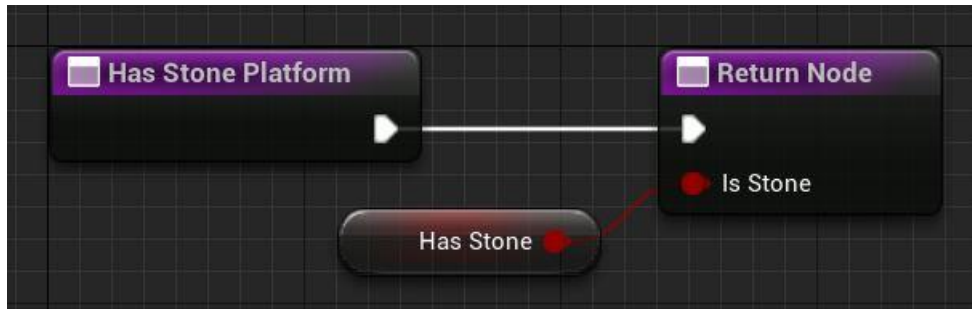 Has Stone Platform
Return Node
Is Stone
Has Stone